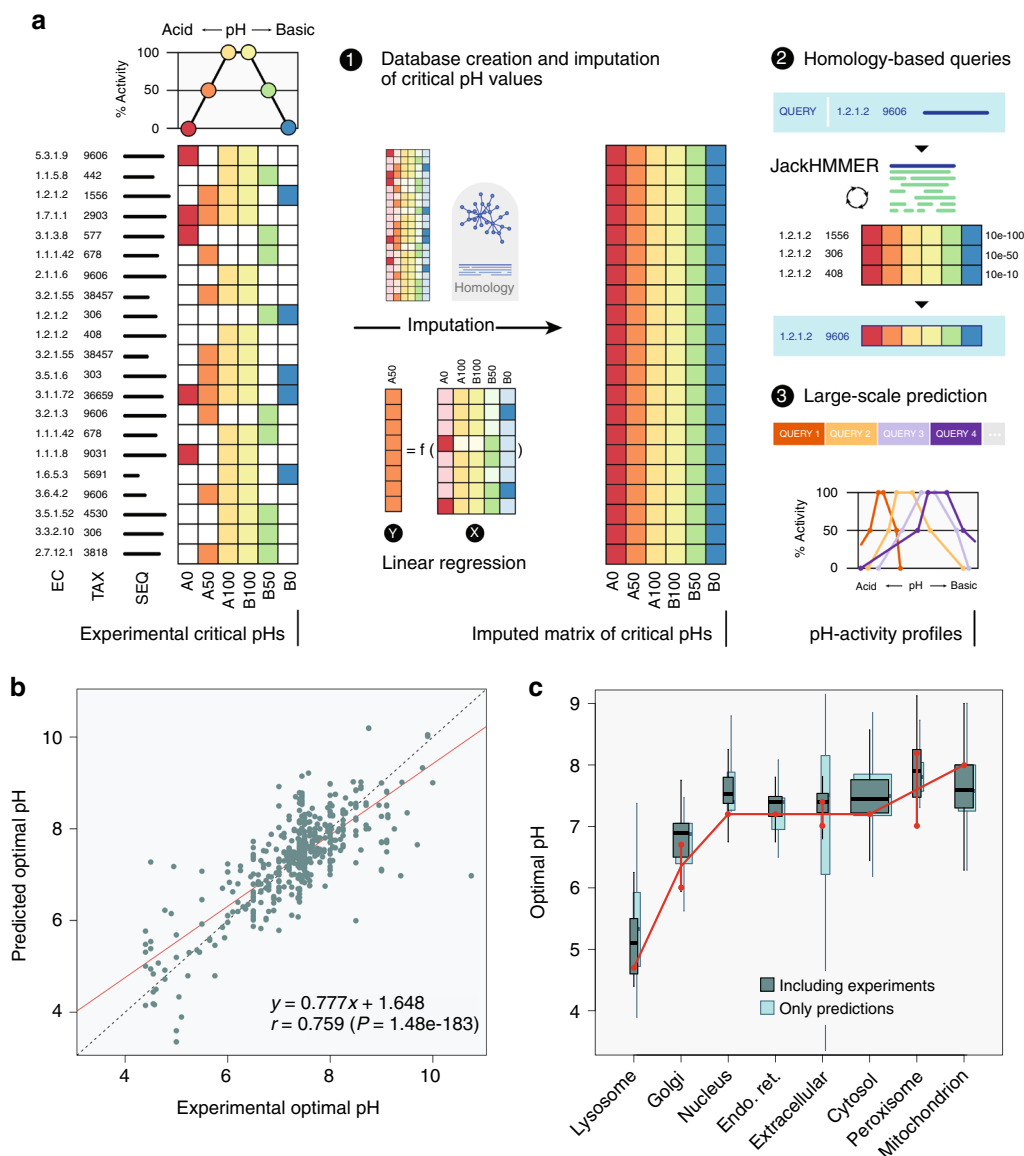 a
Acid ← pH → Basic
% Activity
100
50
0
5.3.1.9 9606
1.1.5.8 442
1.2.1.2 1556
1.7.1.1 2903
3.1.3.8 577
1.1.1.42 678
2.1.1.6 9606
3.2.1.55 38457
1.2.1.2 306
1.2.1.2 408
3.2.1.55 38457
3.5.1.6 303
3.1.1.72 36659
3.2.1.3 9606
1.1.1.42 678
1.1.1.8 9031
1.6.5.3 5691
3.6.4.2 9606
3.5.1.52 4530
3.3.2.10 306
2.7.12.1 3818
EC TAX SEQ A0 A50 A100 B100 B50 B0
Experimental critical pHs
1 Database creation and imputation
of critical pH values
Homology
Imputation
A50
A0 A100 B100 B50 B0
= f ( )
Y X
Linear regression
A0 A50 A100 B100 B50 B0
Imputed matrix of critical pHs
2 Homology-based queries
QUERY 1.2.1.2 9606
JackHMMER
1.2.1.2 1556 10e-100
1.2.1.2 306 10e-50
1.2.1.2 408 10e-10
1.2.1.2 9606
3 Large-scale prediction
QUERY 1 QUERY 2 QUERY 3 QUERY 4 ...
% Activity
100
50
0
Acid ← pH → Basic
pH-activity profiles
b
Predicted optimal pH
10
8
6
4
y = 0.777x + 1.648
r = 0.759 (P = 1.48e-183)
4 6 8 10
Experimental optimal pH
c
Optimal pH
9
8
7
6
5
4
Including experiments
Only predictions
Lysosome
Golgi
Nucleus
Endo. ret.
Extracellular
Cytosol
Peroxisome
Mitochondrion